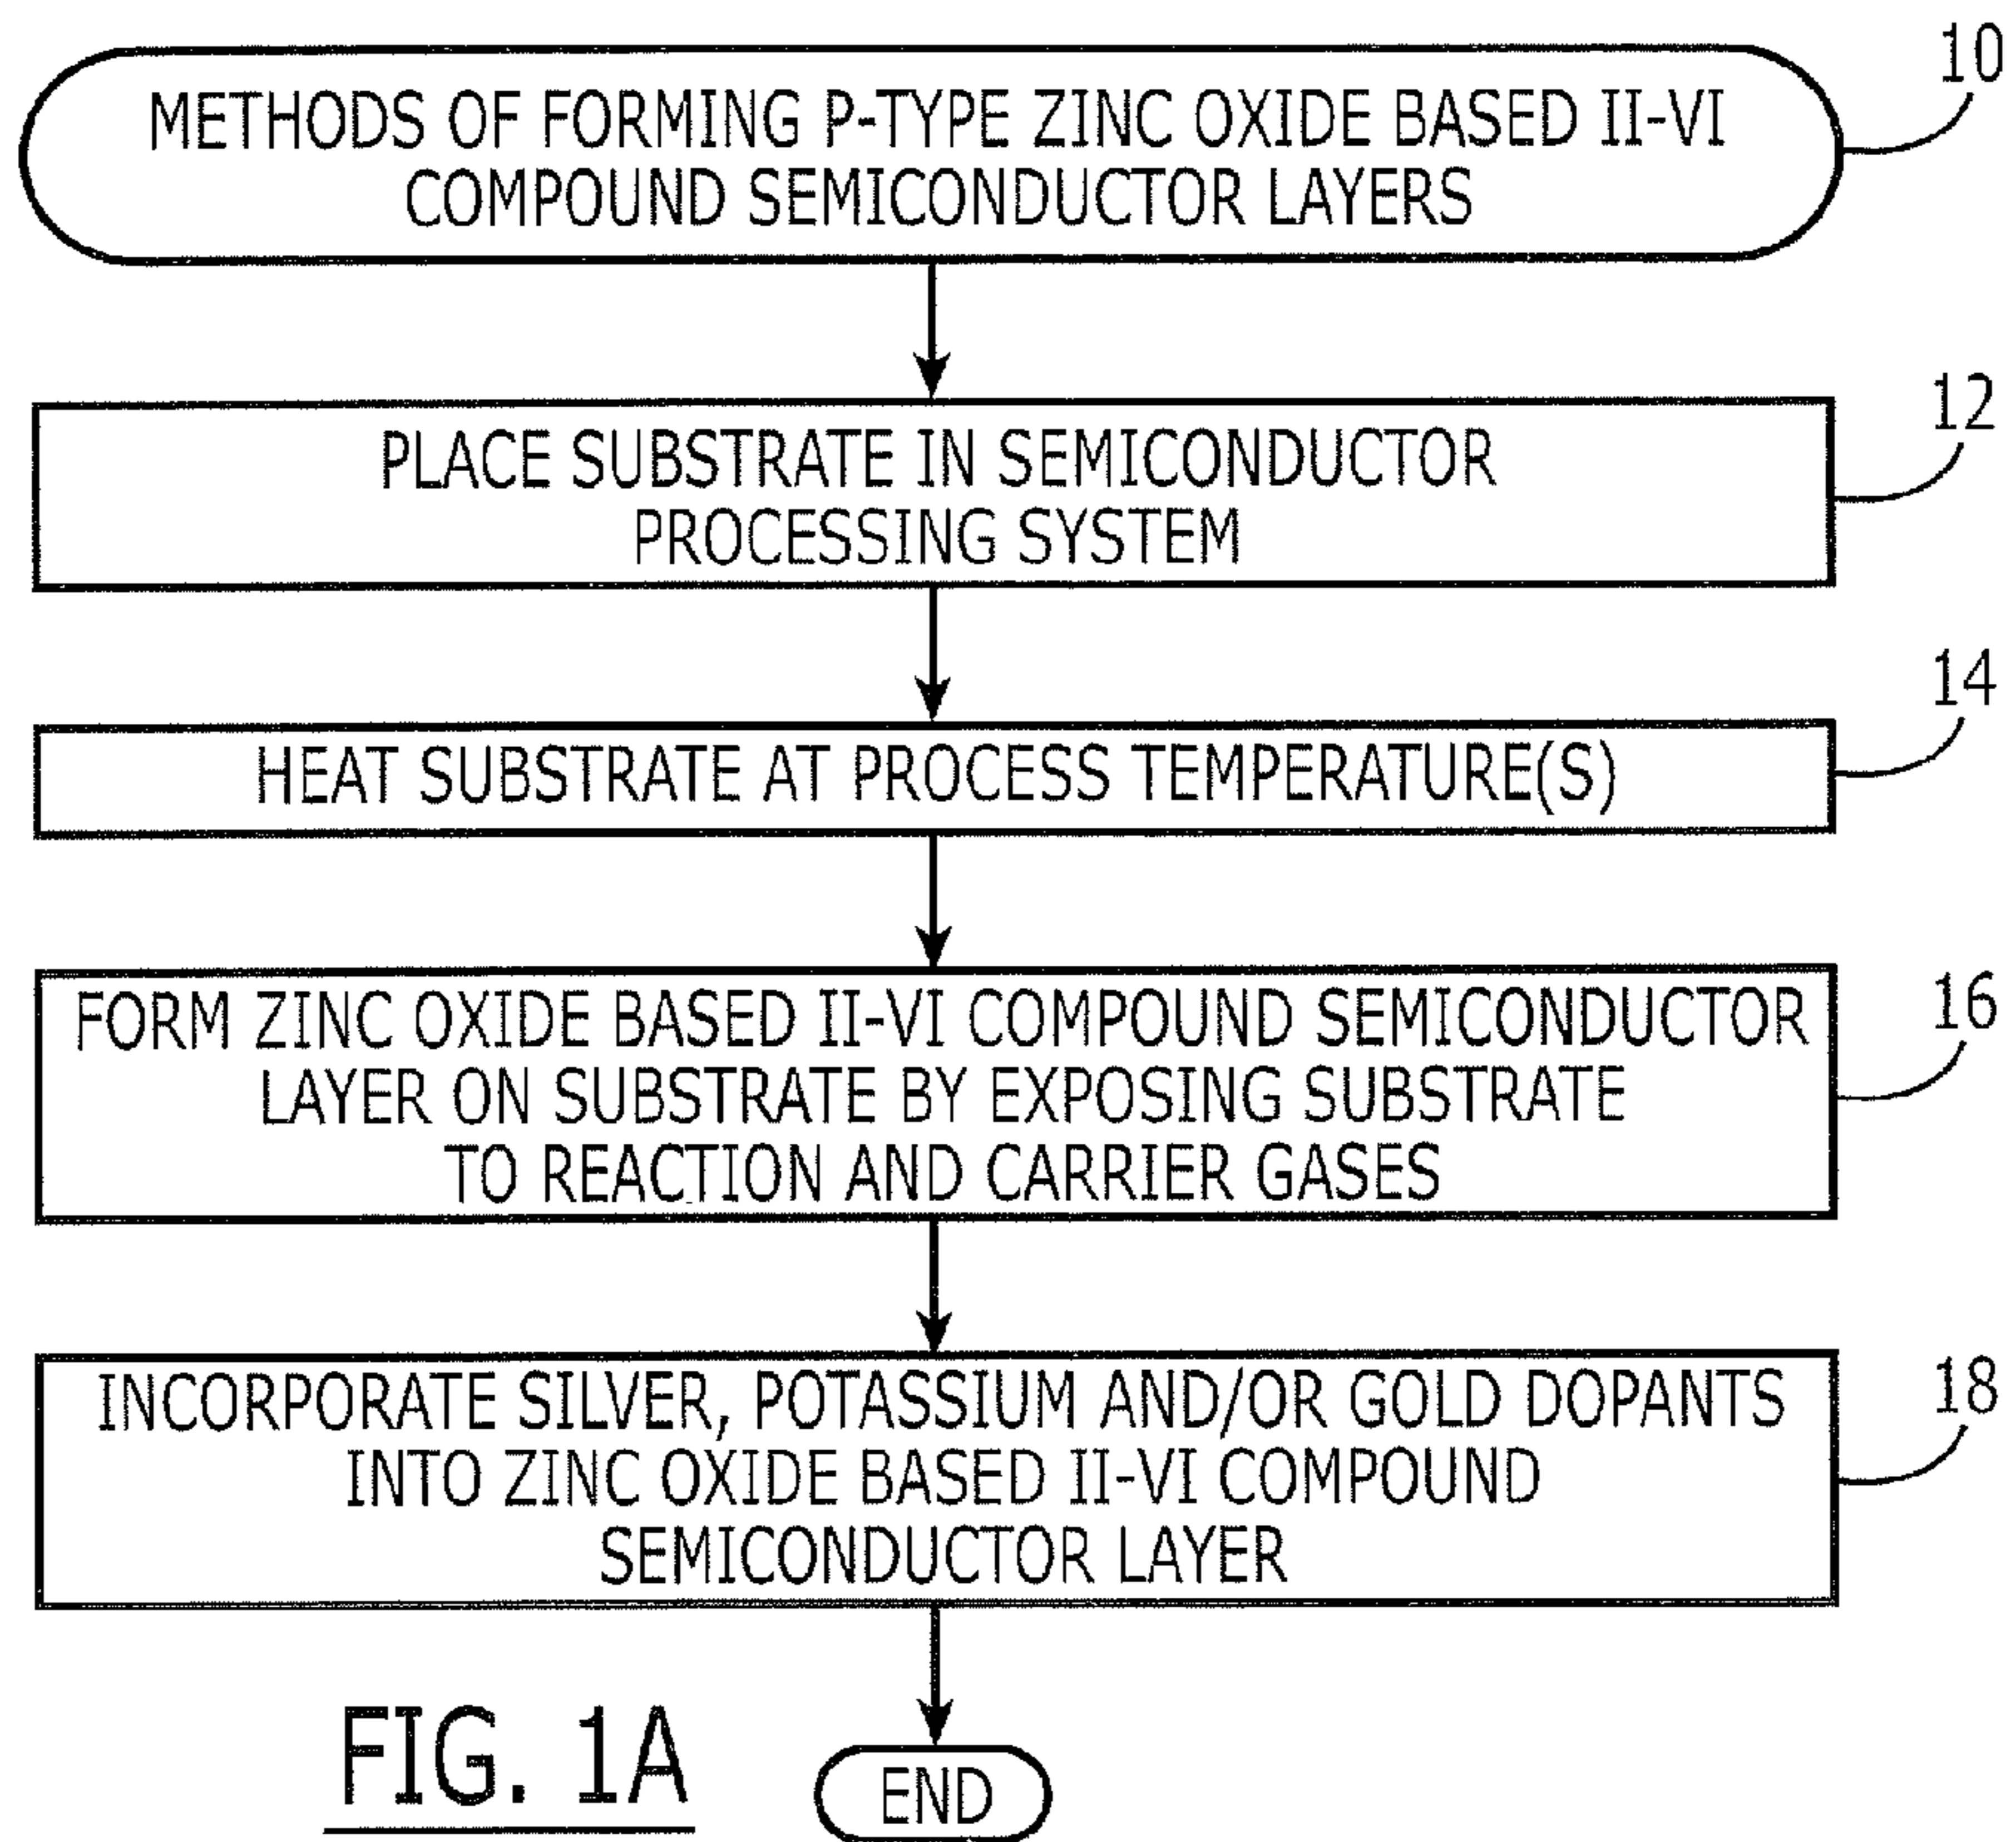 METHODS OF FORMING P-TYPE ZINC OXIDE BASED II-VI
COMPOUND SEMICONDUCTOR LAYERS
10
PLACE SUBSTRATE IN SEMICONDUCTOR
PROCESSING SYSTEM
12
HEAT SUBSTRATE AT PROCESS TEMPERATURE(S)
14
FORM ZINC OXIDE BASED II-VI COMPOUND SEMICONDUCTOR
LAYER ON SUBSTRATE BY EXPOSING SUBSTRATE
TO REACTION AND CARRIER GASES
16
INCORPORATE SILVER, POTASSIUM AND/OR GOLD DOPANTS
INTO ZINC OXIDE BASED II-VI COMPOUND
SEMICONDUCTOR LAYER
18
END
FIG. 1A